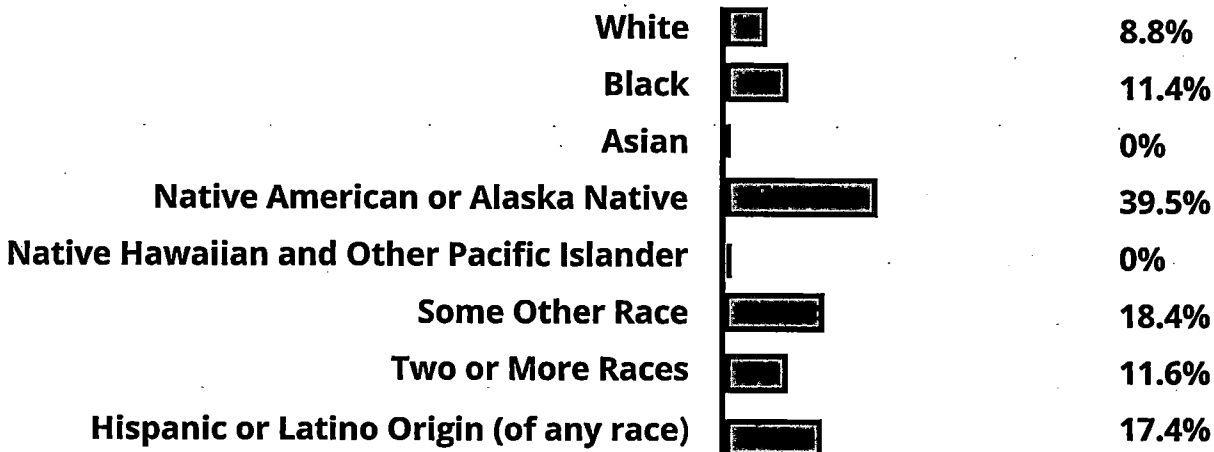 White 8.8%
Black 11.4%
Asian 0%
Native American or Alaska Native 39.5%
Native Hawaiian and Other Pacific Islander 0%
Some Other Race 18.4%
Two or More Races 11.6%
Hispanic or Latino Origin (of any race) 17.4%